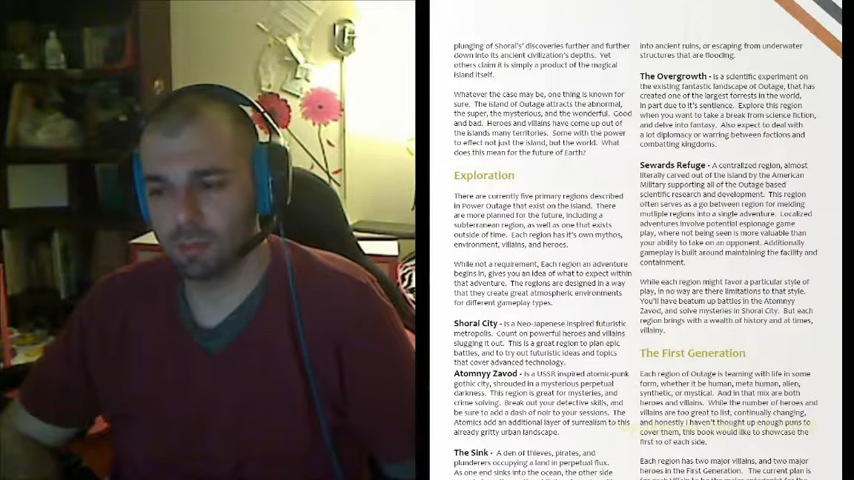 plunging of Shorai's' discoveries further and further
down into its ancient civilization's depths.  Yet
others claim it is simply a product of the magical
island itself.
Whatever the case may be, one thing is known for
sure.  The island of Outage attracts the abnormal,
the super, the mysterious, and the wonderful.  Good
and bad.  Heroes and villains have come up out of
the islands many territories.  Some with the power
to effect not just the island, but the world.  What
does this mean for the future of Earth?
Exploration
There are currently five primary regions described
in Power Outage that exist on the island.  There
are more planned for the future, including a
subterranean region, as well as one that exists
outside of time.  Each region has it's own mythos,
environment, villains, and heroes.
While not a requirement, Each region an adventure
begins in, gives you an idea of what to expect within
that adventure.  The regions are designed in a way
that they create great atmospheric environments
for different gameplay types.
Shorai City - Is a Neo-Japanese inspired futuristic
metropolis.  Count on powerful heroes and villains
slugging it out.  This is a great region to plan epic
battles, and to try out futuristic ideas and topics
that cover advanced technology.
Atomnyy Zavod - Is a USSR inspired atomic-punk
gothic city, shrouded in a mysterious perpetual
darkness.  This region is great for mysteries, and
crime solving.  Break out your detective skills, and
be sure to add a dash of noir to your sessions.  The
Atomics add an additional layer of surrealism to this
already gritty urban landscape.
The Sink - A den of thieves, pirates, and
plunderers occupying a land in perpetual flux.
As one end sinks into the ocean, the other side
into ancient ruins, or escaping from underwater
structures that are flooding.
The Overgrowth - Is a scientific experiment on
the existing fantastic landscape of Outage, that has
created one of the largest forrests in the world,
in part due to it's sentience.  Explore this region
when you want to take a break from science fiction,
and delve into fantasy.  Also expect to deal with
a lot diplomacy or warring between factions and
combatting kingdoms.
Sewards Refuge - A centralized region, almost
literally carved out of the island by the American
Military supporting all of the Outage based
scientific research and development.  This region
often serves as a go between region for melding
mutliple regions into a single adventure.  Localized
adventures involve potential espionage game
play, where not being seen is more valuable than
your ability to take on an opponent.  Additionally
gameplay is built around maintaining the facility and
containment.
While each region might favor a particular style of
play, in no way are there limitations to that style.
You'll have beatum up battles in the Atomnyy
Zavod, and solve mysteries in Shorai City.  But each
region brings with a wealth of history and at times,
villainy.
The First Generation
Each region of Outage is teaming with life in some
form, whether it be human, meta human, alien,
synthetic, or mystical.  And in that mix are both
heroes and villains.  While the number of heroes and
villains are too great to list, continually changing,
and honestly I haven't thought up enough puns to
cover them, this book would like to showcase the
first 10 of each side.
Each region has two major villains, and two major
heroes in the First Generation.  The current plan is